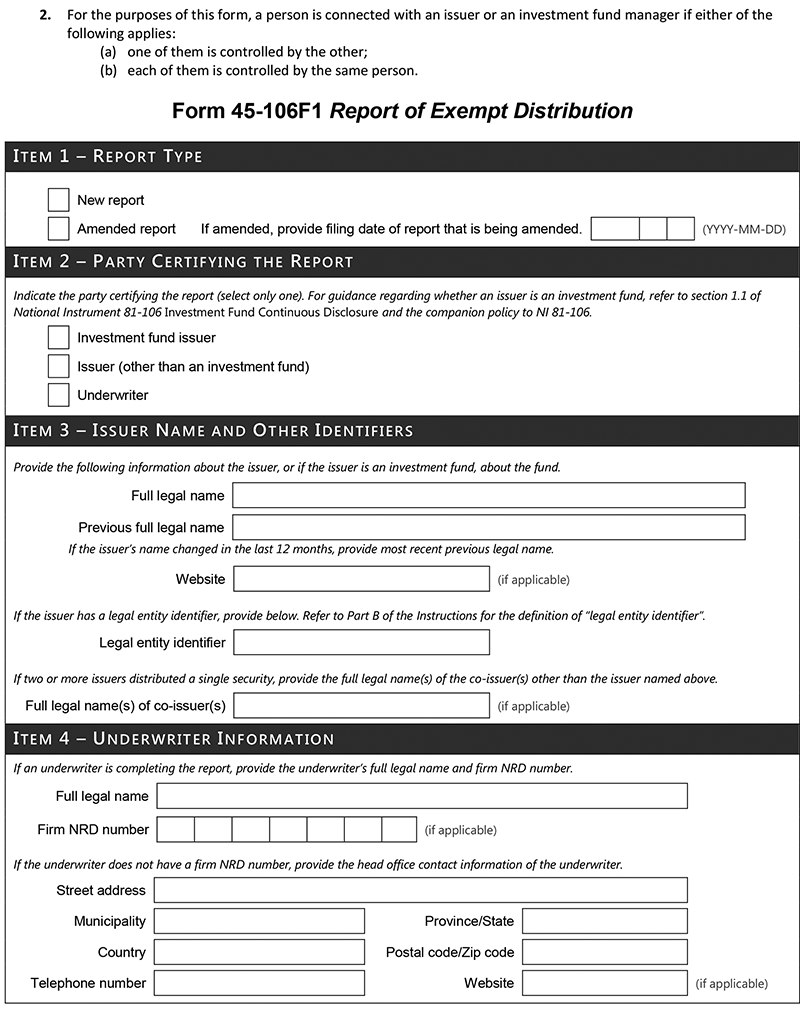 2. For the purposes of this form, a person is connected with an issuer or an investment fund manager if either of the
following applies:
(a) one of them is controlled by the other;
(b) each of them is controlled by the same person.
Form 45-106F1 Report of Exempt Distribution
ITEM 1 – REPORT TYPE
New report
Amended report If amended, provide filing date of report that is being amended. (YYYY-MM-DD)
ITEM 2 – PARTY CERTIFYING THE REPORT
Indicate the party certifying the report (select only one). For guidance regarding whether an issuer is an investment fund, refer to section 1.1 of
National Instrument 81-106 Investment Fund Continuous Disclosure and the companion policy to NI 81-106.
Investment fund issuer
Issuer (other than an investment fund)
Underwriter
ITEM 3 – ISSUER NAME AND OTHER IDENTIFIERS
Provide the following information about the issuer, or if the issuer is an investment fund, about the fund.
Full legal name
Previous full legal name
If the issuer's name changed in the last 12 months, provide most recent previous legal name.
Website (if applicable)
If the issuer has a legal entity identifier, provide below. Refer to Part B of the Instructions for the definition of "legal entity identifier".
Legal entity identifier
If two or more issuers distributed a single security, provide the full legal name(s) of the co-issuer(s) other than the issuer named above.
Full legal name(s) of co-issuer(s) (if applicable)
ITEM 4 – UNDERWRITER INFORMATION
If an underwriter is completing the report, provide the underwriter's full legal name and firm NRD number.
Full legal name
Firm NRD number (if applicable)
If the underwriter does not have a firm NRD number, provide the head office contact information of the underwriter.
Street address
Municipality Province/State
Country Postal code/Zip code
Telephone number Website (if applicable)